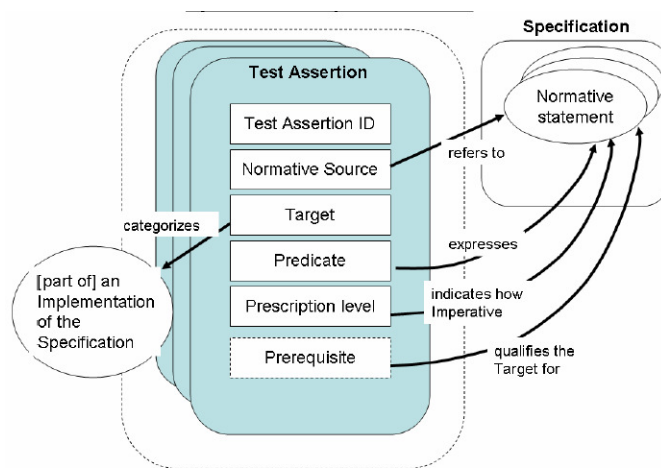 Specification
Test Assertion
Normative
statement
Test Assertion ID
Normative Source
refers to
Target
categorizes
Predicate
expresses
[part of] an
Implementation
of the
Specification
Prescription level
indicates how
Imperative
Prerequisite
qualifies the
Target for